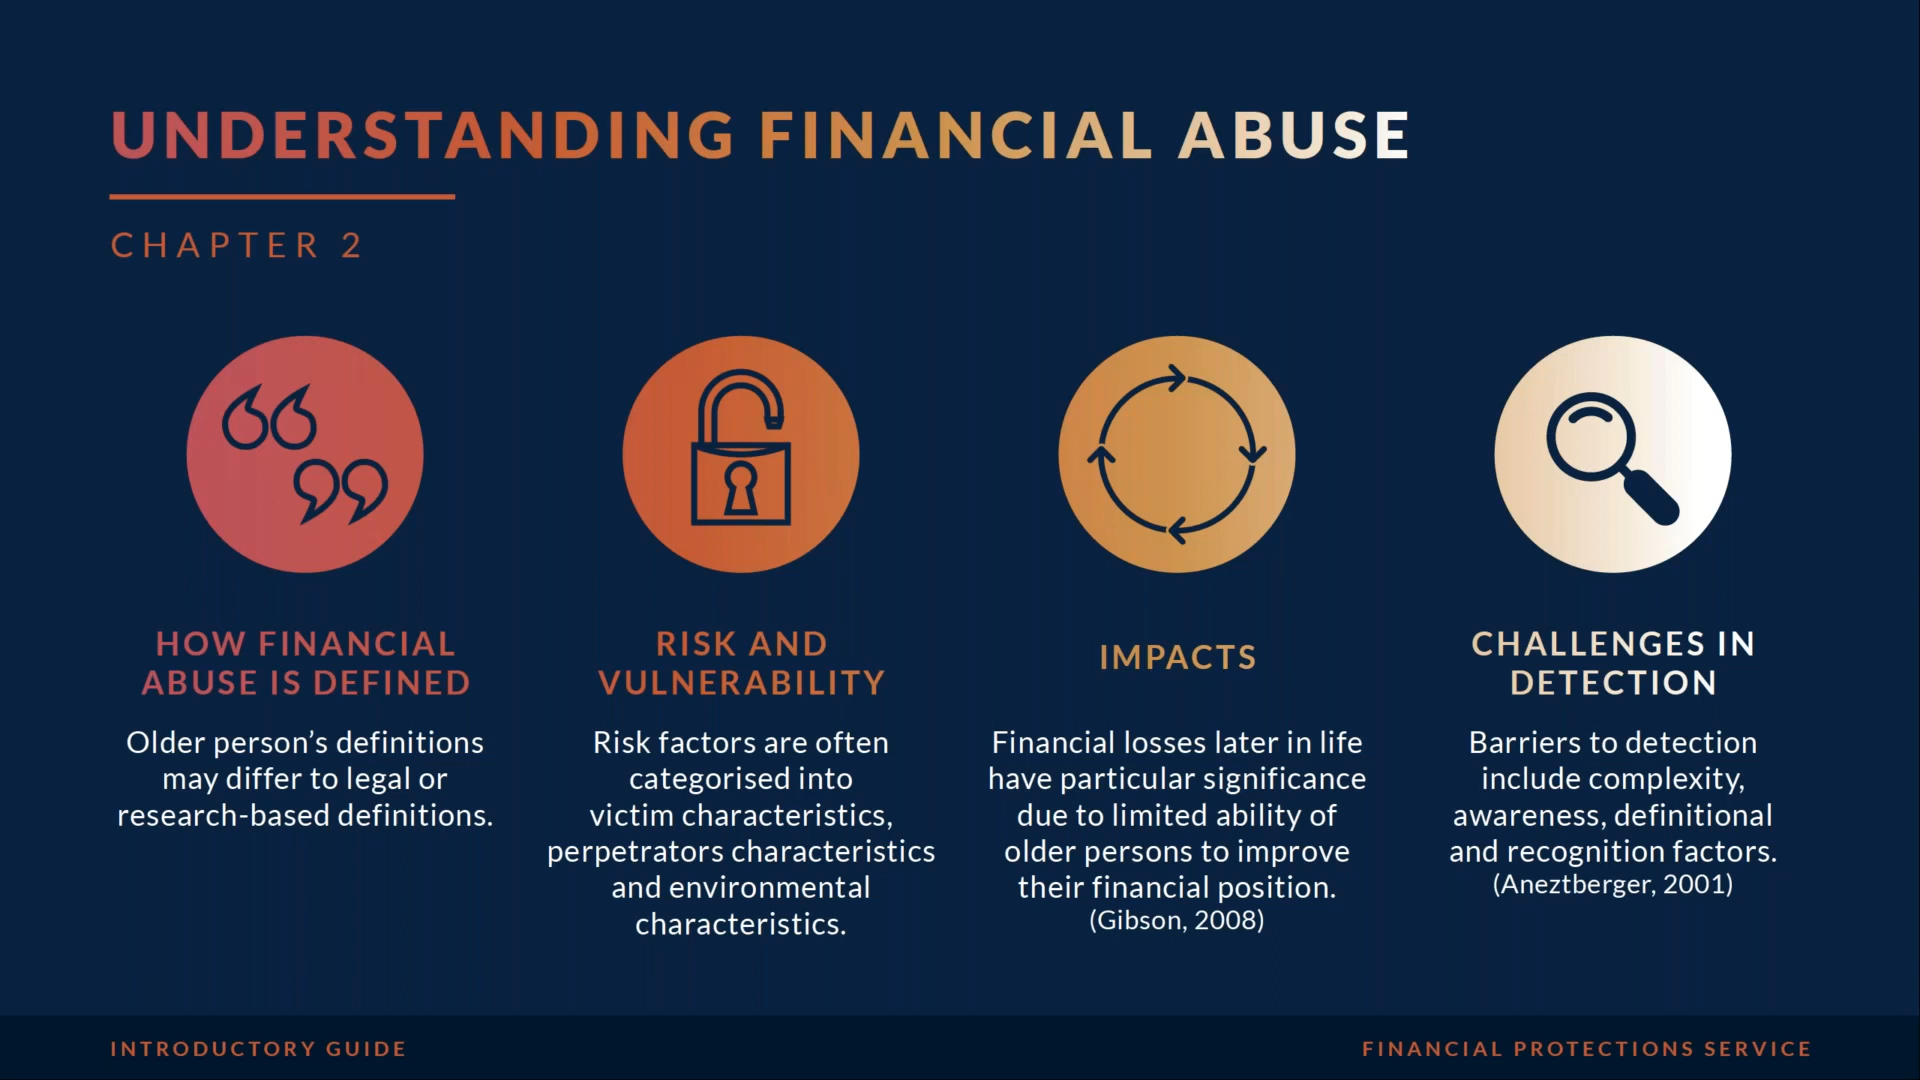 UNDERSTANDING FINANCIAL ABUSE
CHAPTER 2
HOW FINANCIAL
ABUSE IS DEFINED
Older person’s definitions
may differ to legal or
research-based definitions.
RISK AND
VULNERABILITY
Risk factors are often
categorised into
victim characteristics,
perpetrators characteristics
and environmental
characteristics.
IMPACTS
Financial losses later in life
have particular significance
due to limited ability of
older persons to improve
their financial position.
(Gibson, 2008)
CHALLENGES IN
DETECTION
Barriers to detection
include complexity,
awareness, definitional
and recognition factors.
(Aneztberger, 2001)
INTRODUCTORY GUIDE
FINANCIAL PROTECTIONS SERVICE